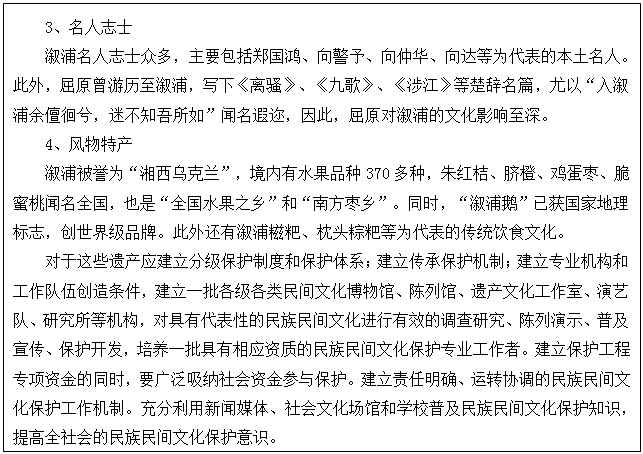 3、名人志士
溆浦名人志士众多，主要包括郑国鸿、向警予、向仲华、向达等为代表的本土名人。
此外，屈原曾游历至溆浦，写下《离骚》、《九歌》、《涉江》等楚辞名篇，尤以“入溆
浦余儃徊兮，迷不知吾所如”闻名遐迩，因此，屈原对溆浦的文化影响至深。
4、风物特产
溆浦被誉为“湘西乌克兰”，境内有水果品种 370 多种，朱红桔、脐橙、鸡蛋枣、脆
蜜桃闻名全国，也是“全国水果之乡”和“南方枣乡”。同时，“溆浦鹅”已获国家地理
标志，创世界级品牌。此外还有溆浦糍粑、枕头粽粑等为代表的传统饮食文化。
对于这些遗产应建立分级保护制度和保护体系；建立传承保护机制；建立专业机构和
工作队伍创造条件，建立一批各级各类民间文化博物馆、陈列馆、遗产文化工作室、演艺
队、研究所等机构，对具有代表性的民族民间文化进行有效的调查研究、陈列演示、普及
宣传、保护开发，培养一批具有相应资质的民族民间文化保护专业工作者。建立保护工程
专项资金的同时，要广泛吸纳社会资金参与保护。建立责任明确、运转协调的民族民间文
化保护工作机制。充分利用新闻媒体、社会文化场馆和学校普及民族民间文化保护知识，
提高全社会的民族民间文化保护意识。